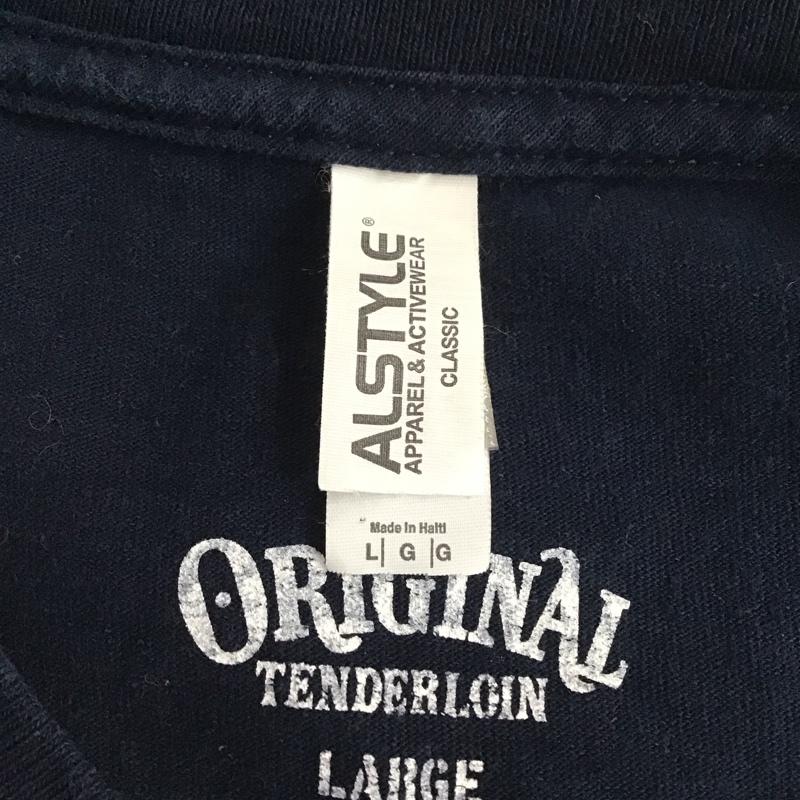 ALSTYLE®
APPAREL & ACTIVEWEAR
CLASSIC
Made in Haiti
L G G
ORIGINAL
TENDERLOIN
LARGE